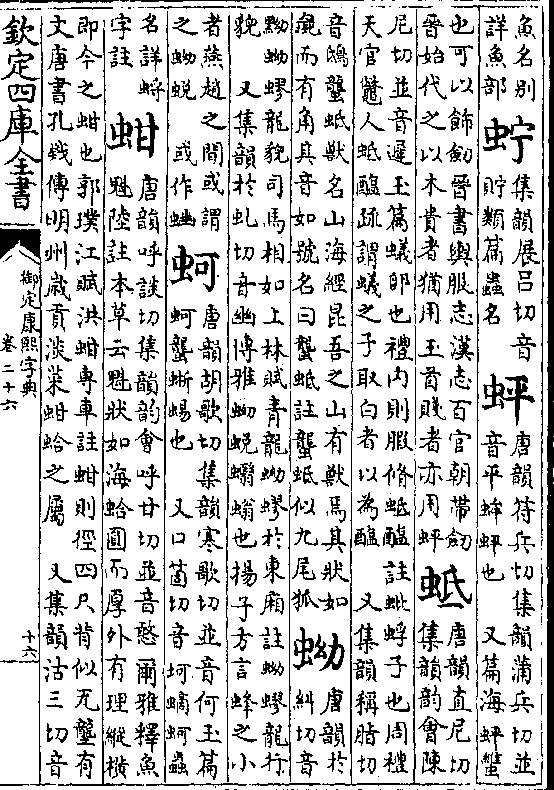 魚名別
詳魚部
集韻展吕切音
貯類篇蟲名
蚲
唐韻符兵切集韻蒲兵切並
音平蛑蚲也 又篇海蚲蠁
也可以飾劒晉書輿服志漢志百官朝帶劒
晉始代之以木貴者猶用玉首賤者亦用蚲
蚳
唐韻直尼切
集韻韻會陳
尼切並音遲玉篇蟻卵也禮内則腶脩蚳醢註蚍蜉子也周禮
天官鼈人蚳醢疏謂蟻之子取白者以為醢 又集韻稱脂切
音鴟蠪蚳獸名山海經昆吾之山有獸焉其狀如
彘而有角其音如號名曰蠪蚳註蠪蚳似九尾狐
蚴
唐韻於
糾切音
黝蚴蟉龍貌司馬相如上林賦青龍蚴蟉於東廂註蚴蟉龍行
貌 又集韻於虬切音幽博雅蚴蜕蠮螉也揚子方言蜂之小
者燕趙之間或謂
之蚴蜕 或作
蚵
唐韻胡歌切集韻寒歌切並音何玉篇
蚵蠪蜥蜴也 又口箇切音坷螪蚵蟲
名詳蜉
字註
蚶
唐韻呼談切集韻韻會呼甘切並音憨爾雅釋魚
魁陸註本草云魁狀如海蛤圓而厚外有理縱橫
即今之蚶也郭璞江賦洪蚶專車註蚶則徑四尺背似瓦壟有
文唐書孔戣傳明州歲貢淡菜蚶蛤之屬 又集韻沽三切音
欽定四庫全書
御定康熙字典
卷二十六
十六